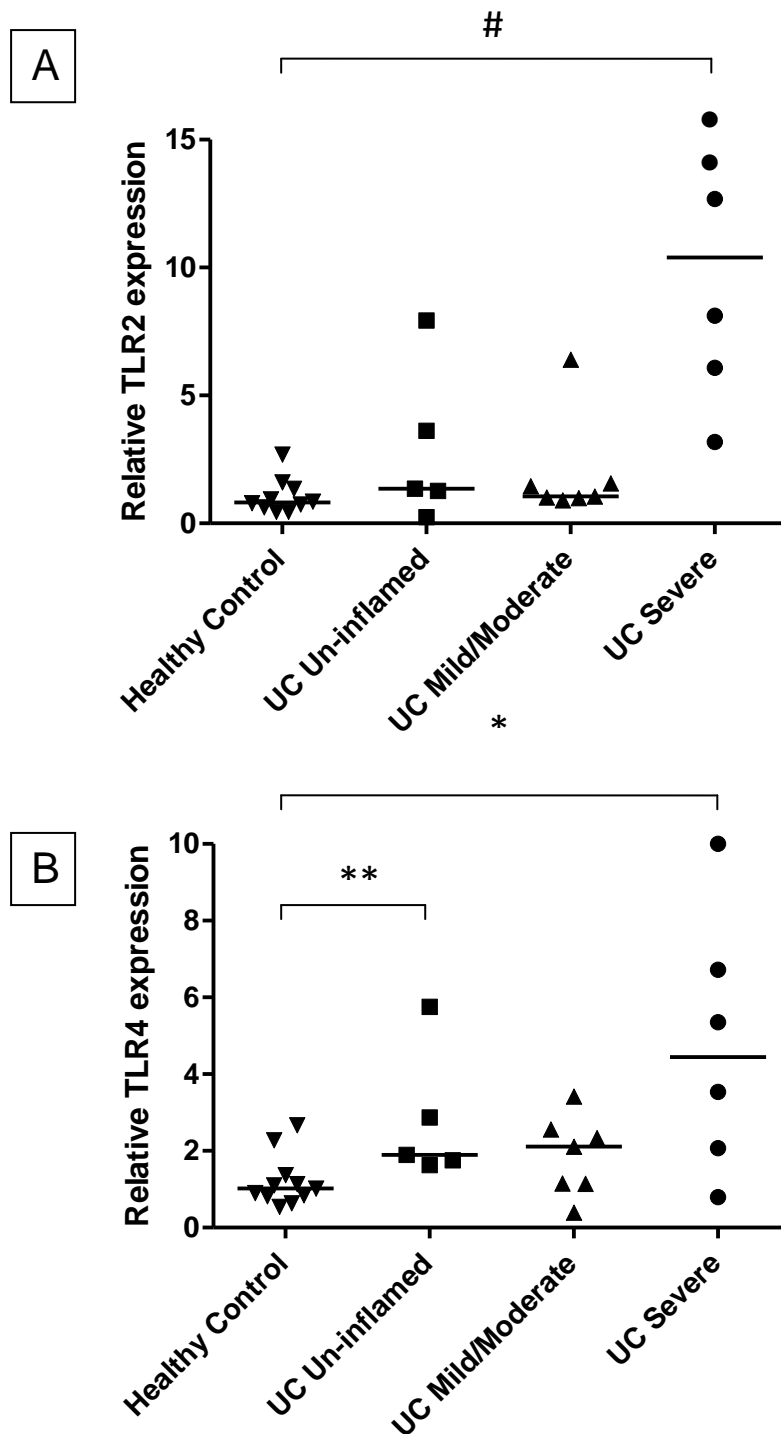 #
A
Relative TLR2 expression
15
10
5
0
Healthy Control
UC Un-inflamed
UC Mild/Moderate
UC Severe
*
B
Relative TLR4 expression
**
10
8
6
4
2
0
Healthy Control
UC Un-inflamed
UC Mild/Moderate
UC Severe